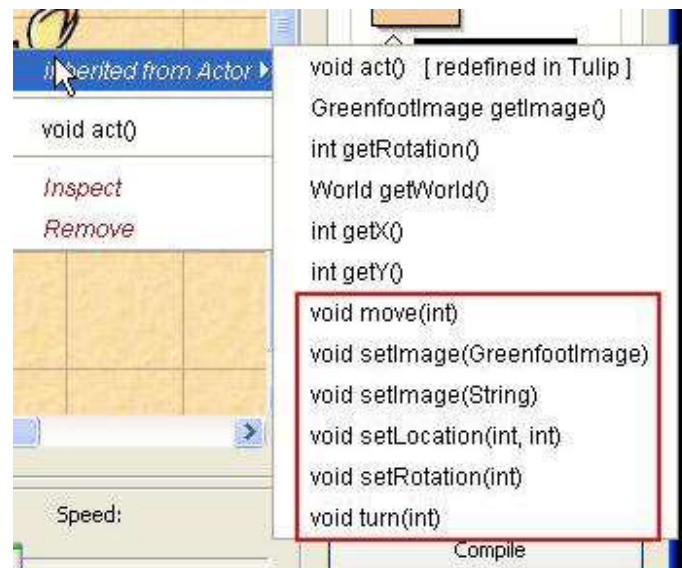 Inherited from Actor
void act()
Inspect
Remove
void act() [ redefined in Tulip ]
GreenfootImage getImage()
int getRotation()
World getWorld()
int getX()
int getY()
void move(int)
void setImage(GreenfootImage)
void setImage(String)
void setLocation(int, int)
void setRotation(int)
void turn(int)
Speed:
Compile